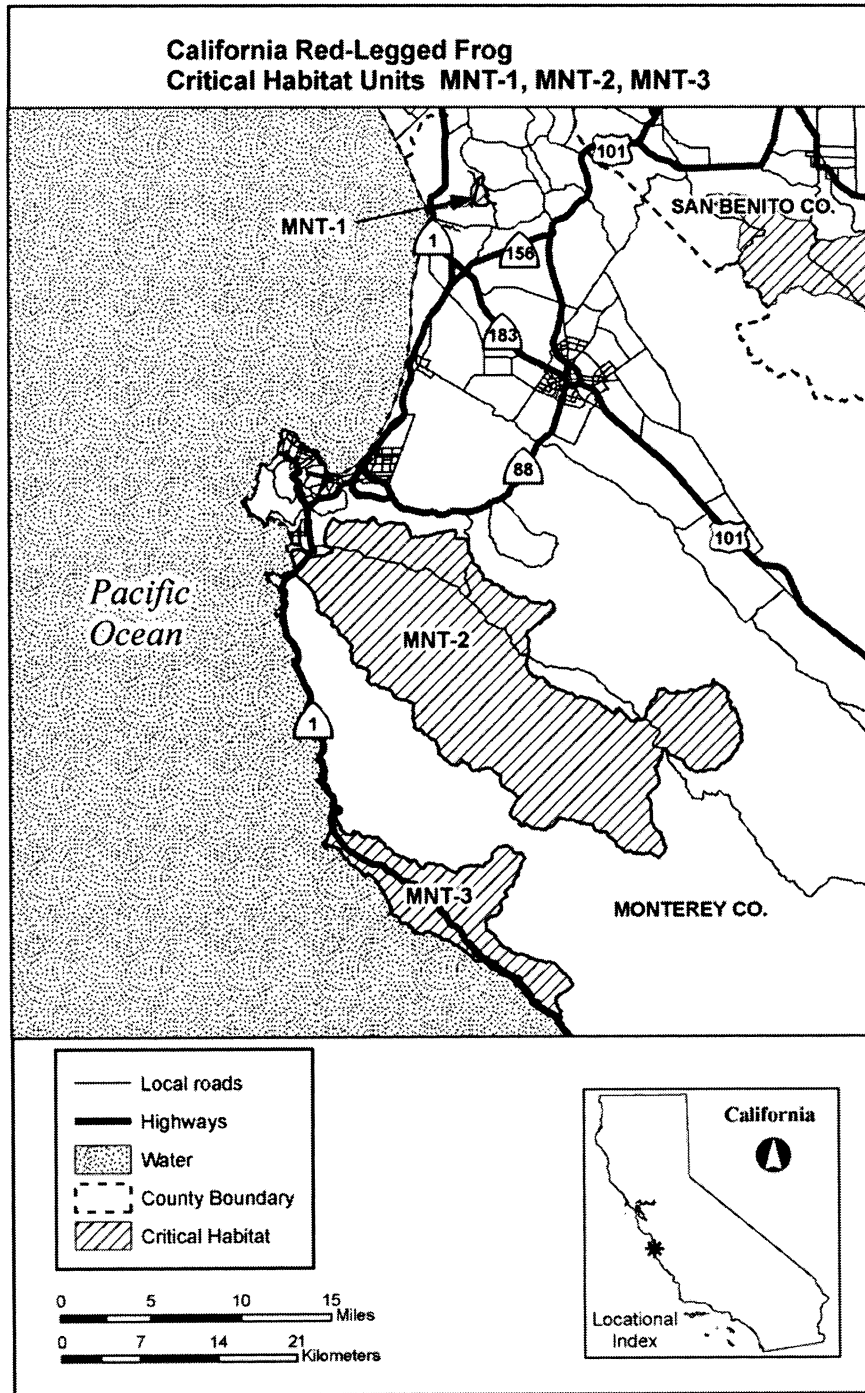 California Red-Legged Frog
Critical Habitat Units MNT-1, MNT-2, MNT-3
101
SAN BENITO CO.
MNT-1
1
156
183
88
101
Pacific
Ocean
MNT-2
1
MNT-3
MONTEREY CO.
Local roads
Highways
Water
County Boundary
Critical Habitat
0 5 10 15
Miles
0 7 14 21
Kilometers
California
Locational
Index